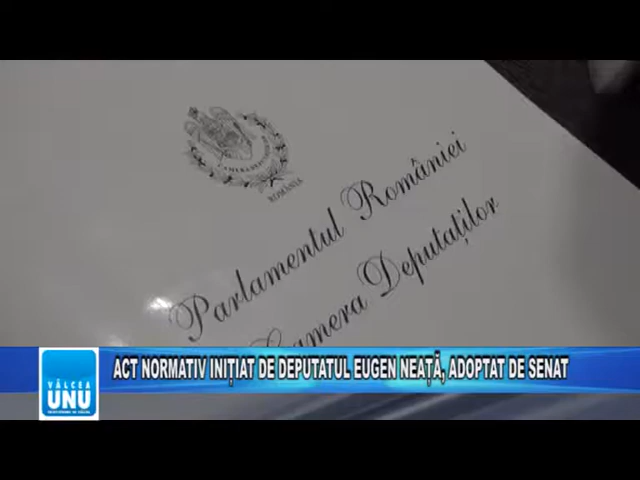 ROMÂNIA
Parlamentul României
Camera Deputaților
ACT NORMATIV INIȚIAT DE DEPUTATUL EUGEN NEAȚĂ, ADOPTAT DE SENAT
VÂLCEA
UNU